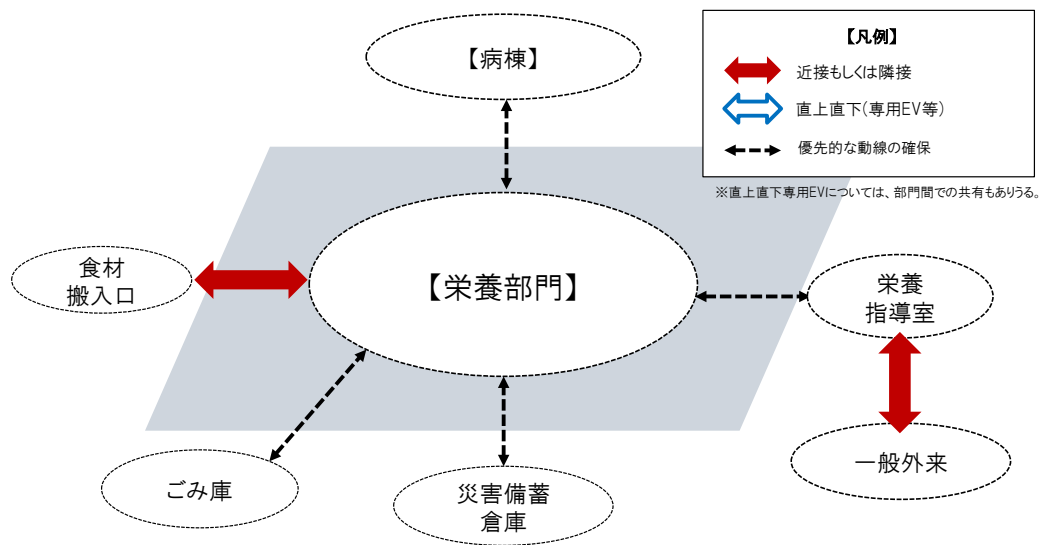 【病棟】
【凡例】
近接もしくは隣接
直上直下(専用EV等)
優先的な動線の確保
※直上直下専用EVについては、部門間での共有もありうる。
食材
搬入口
【栄養部門】
栄養
指導室
一般外来
ごみ庫
災害備蓄
倉庫